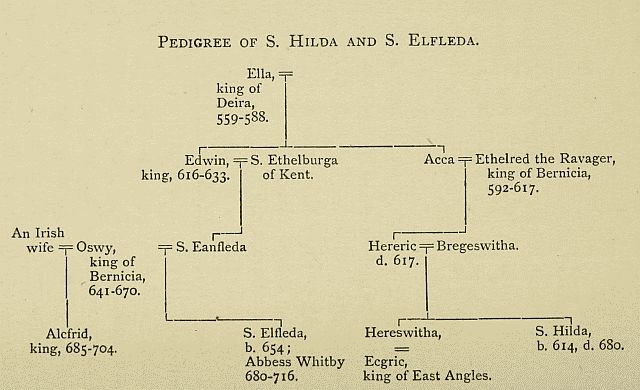 PEDIGREE OF S. HILDA AND S. ELFLEDA.
Ella,
king of
Deira,
559-588.
Edwin, S. Ethelburga
king, 616-633. of Kent.
Acca Ethelred the Ravager,
king of Bernicia,
592-617.
An Irish
wife Oswy,
king of
Bernicia,
641-670.
S. Eanfleda
Hereric Bregeswitha.
d. 617.
Alcfrid,
king, 685-704.
S. Elfleda,
b. 654;
Abbess Whitby
680-716.
Hereswitha,
Ecgric,
king of East Angles.
S. Hilda,
b. 614, d. 680.